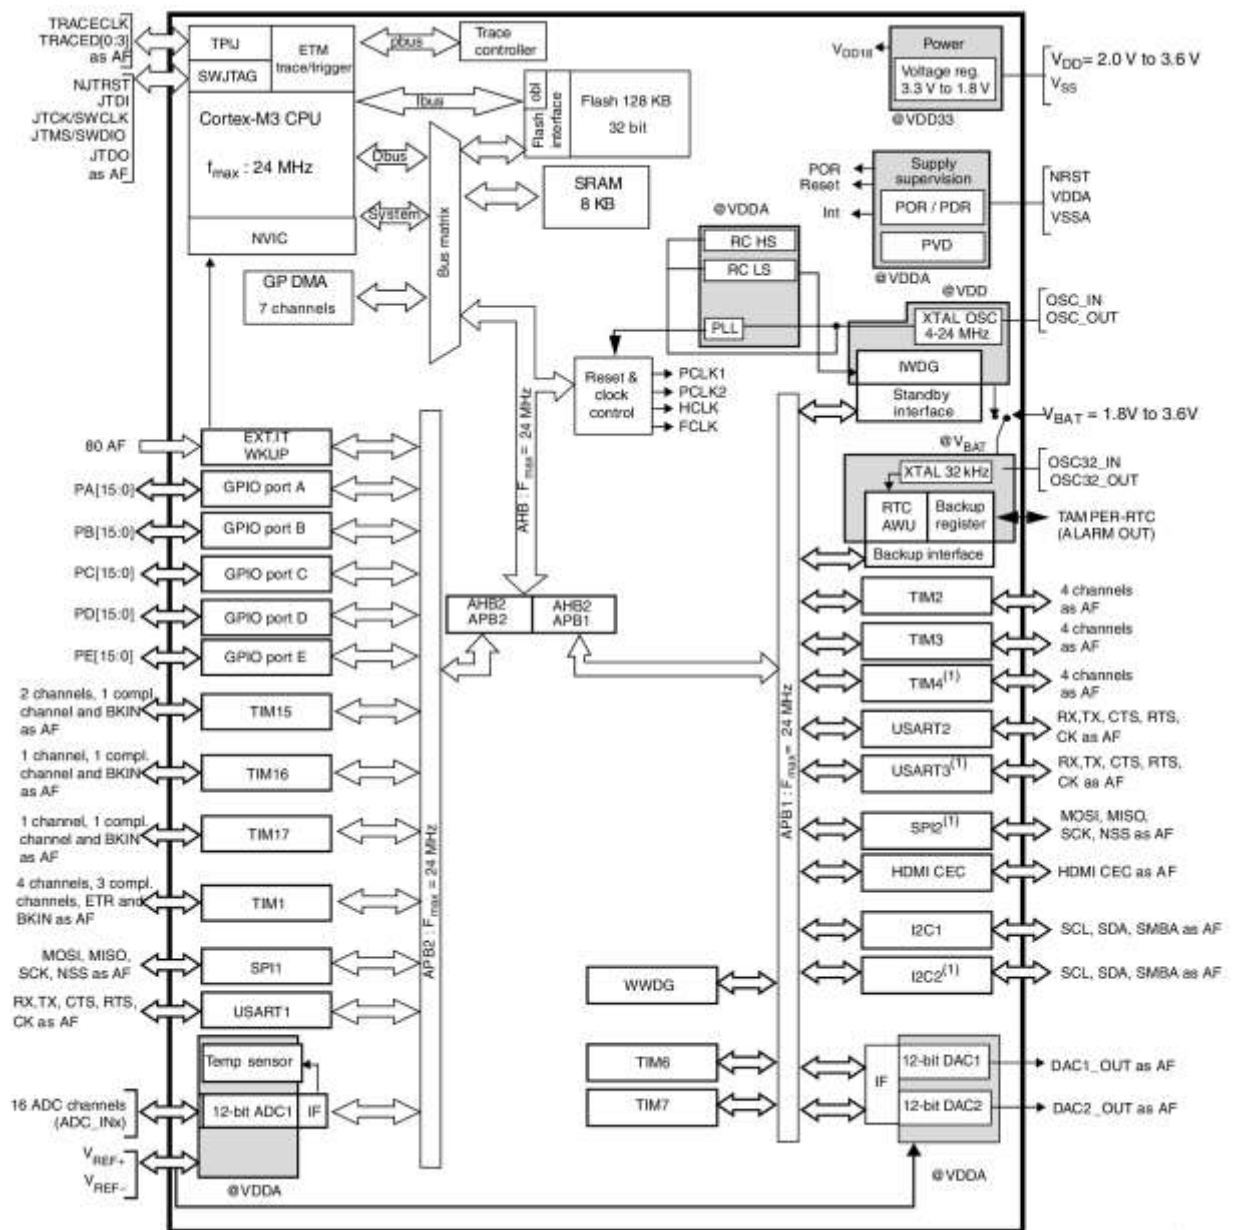 TRACECLK
TRACED[0:3]
as AF
TPIU
ETM
trace/trigger
pbus
Trace
controller
SWJTAG
NJTRST
JTDI
JTCK/SWCLK
JTMS/SWDIO
JTDO
as AF
Cortex-M3 CPU
fmax : 24 MHz
NVIC
Ibus
Dbus
System
Flash obl
interface
Flash 128 KB
32 bit
SRAM
8 KB
Bus matrix
GP DMA
7 channels
VDD18
Power
Voltage reg.
3.3 V to 1.8 V
@VDD33
VDD = 2.0 V to 3.6 V
VSS
POR
Reset
Int
Supply
supervision
POR / PDR
PVD
@VDDA
NRST
VDDA
VSSA
@VDDA
RC HS
RC LS
PLL
@VDD
XTAL OSC
4-24 MHz
OSC_IN
OSC_OUT
IWDG
Standby
interface
Reset &
clock
control
PCLK1
PCLK2
HCLK
FCLK
AHB : Fmax = 24 MHz
VBAT = 1.8V to 3.6V
@VBAT
XTAL 32 kHz
OSC32_IN
OSC32_OUT
RTC
AWU
Backup
register
Backup interface
TAMPER-RTC
(ALARM OUT)
80 AF
EXT.IT
WKUP
PA[15:0]
GPIO port A
PB[15:0]
GPIO port B
PC[15:0]
GPIO port C
PD[15:0]
GPIO port D
PE[15:0]
GPIO port E
AHB2
APB2
AHB2
APB1
2 channels, 1 compl.
channel and BKIN
as AF
TIM15
1 channel, 1 compl.
channel and BKIN
as AF
TIM16
1 channel, 1 compl.
channel and BKIN
as AF
TIM17
4 channels, 3 compl.
channels, ETR and
BKIN as AF
TIM1
MOSI, MISO,
SCK, NSS as AF
SPI1
RX,TX, CTS, RTS,
CK as AF
USART1
Temp sensor
16 ADC channels
(ADC_INx)
12-bit ADC1
IF
VREF+
VREF-
@VDDA
APB2 : Fmax = 24 MHz
APB1 : Fmax = 24 MHz
TIM2
4 channels
as AF
TIM3
4 channels
as AF
TIM4(1)
4 channels
as AF
USART2
RX,TX, CTS, RTS,
CK as AF
USART3(1)
RX,TX, CTS, RTS,
CK as AF
SPI2(1)
MOSI, MISO,
SCK, NSS as AF
HDMI CEC
HDMI CEC as AF
I2C1
SCL, SDA, SMBA as AF
I2C2(1)
SCL, SDA, SMBA as AF
WWDG
TIM6
TIM7
IF
12-bit DAC1
DAC1_OUT as AF
12-bit DAC2
DAC2_OUT as AF
@VDDA